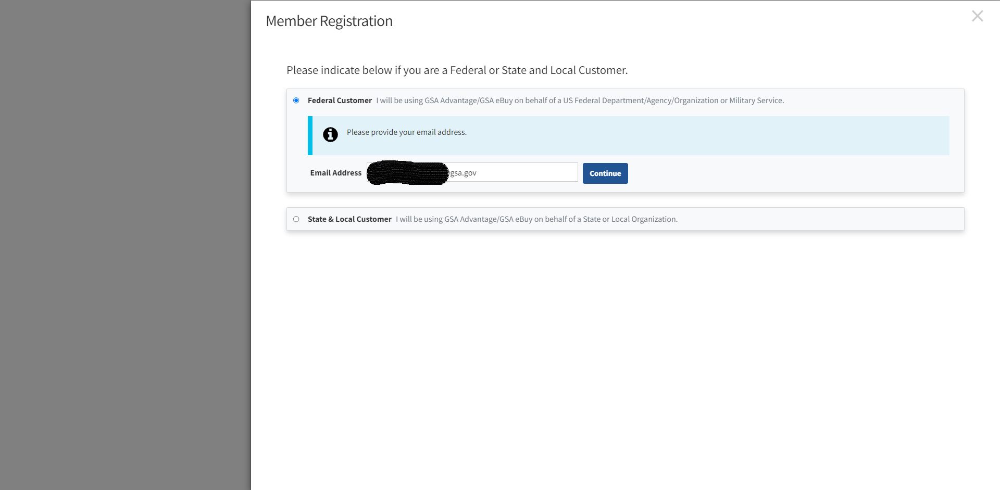 Member Registration
Please indicate below if you are a Federal or State and Local Customer.
Federal Customer I will be using GSA Advantage/GSA eBuy on behalf of a US Federal Department/Agency/Organization or Military Service.
Please provide your email address.
Email Address gsa.gov Continue
State & Local Customer I will be using GSA Advantage/GSA eBuy on behalf of a State or Local Organization.